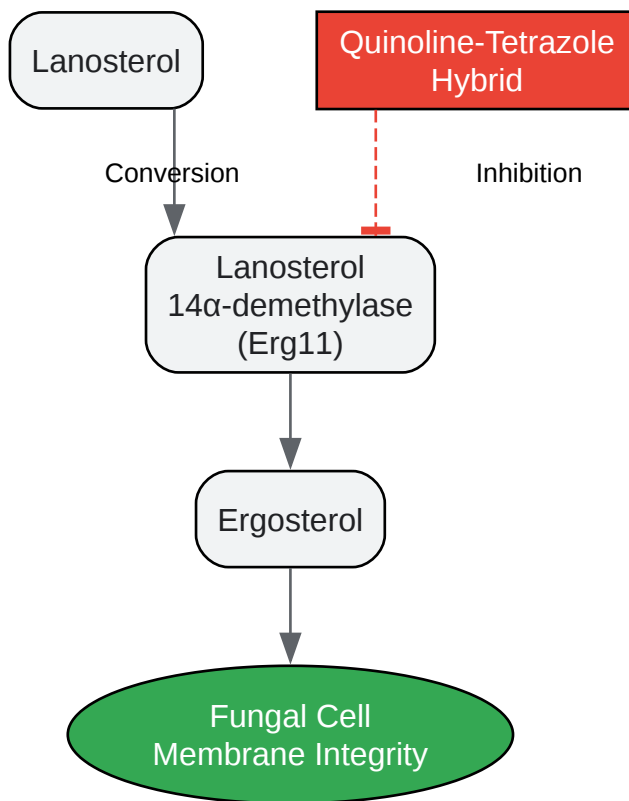 Lanosterol
Quinoline-Tetrazole
Hybrid
Conversion
Inhibition
Lanosterol
14α-demethylase
(Erg11)
Ergosterol
Fungal Cell
Membrane Integrity